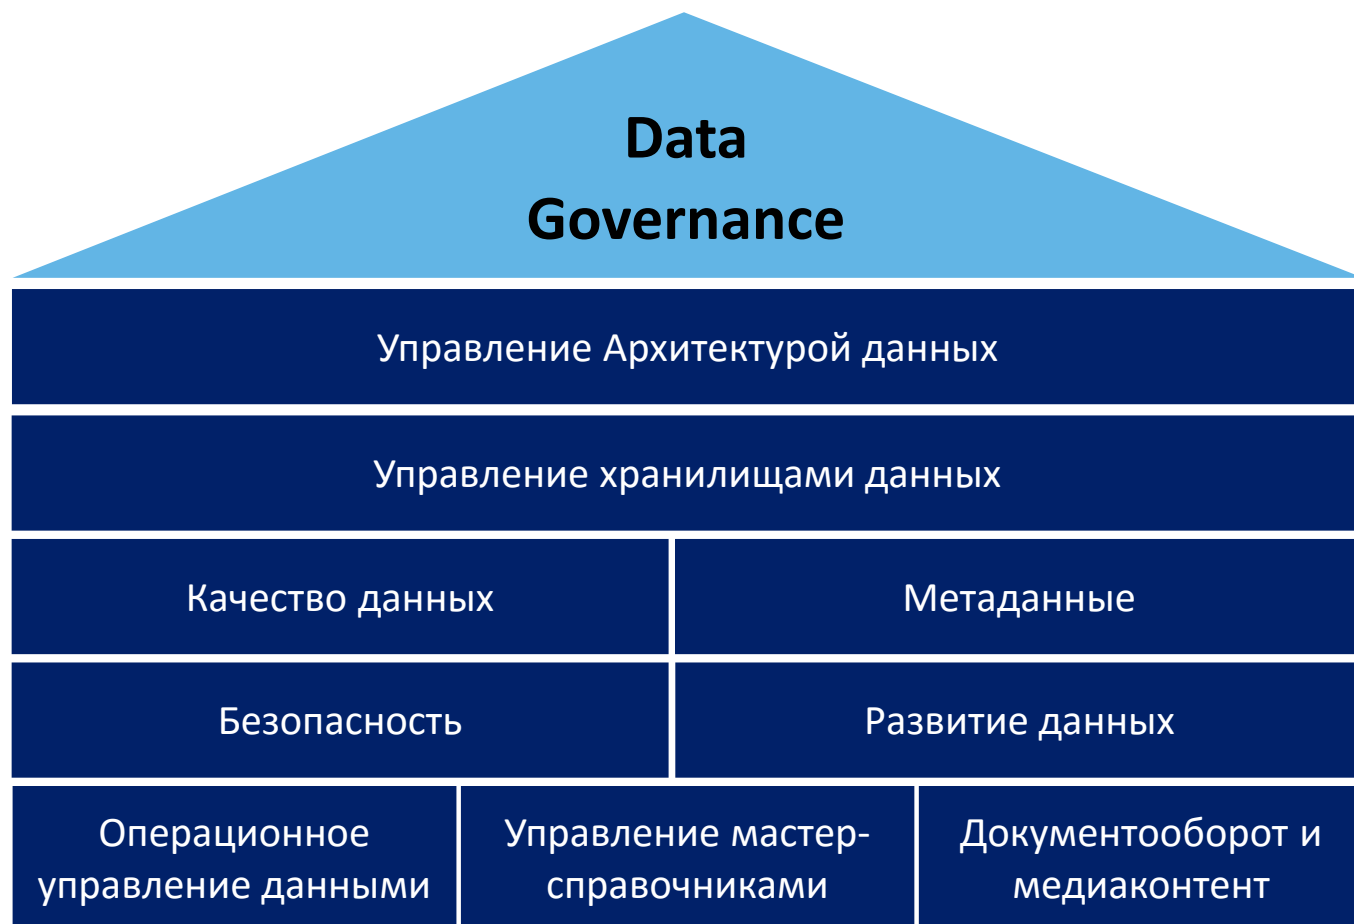 Data
Governance
Управление Архитектурой данных
Управление хранилищами данных
Качество данных
Метаданные
Безопасность
Развитие данных
Операционное
управление данными
Управление мастер-
справочниками
Документооборот и
медиаконтент